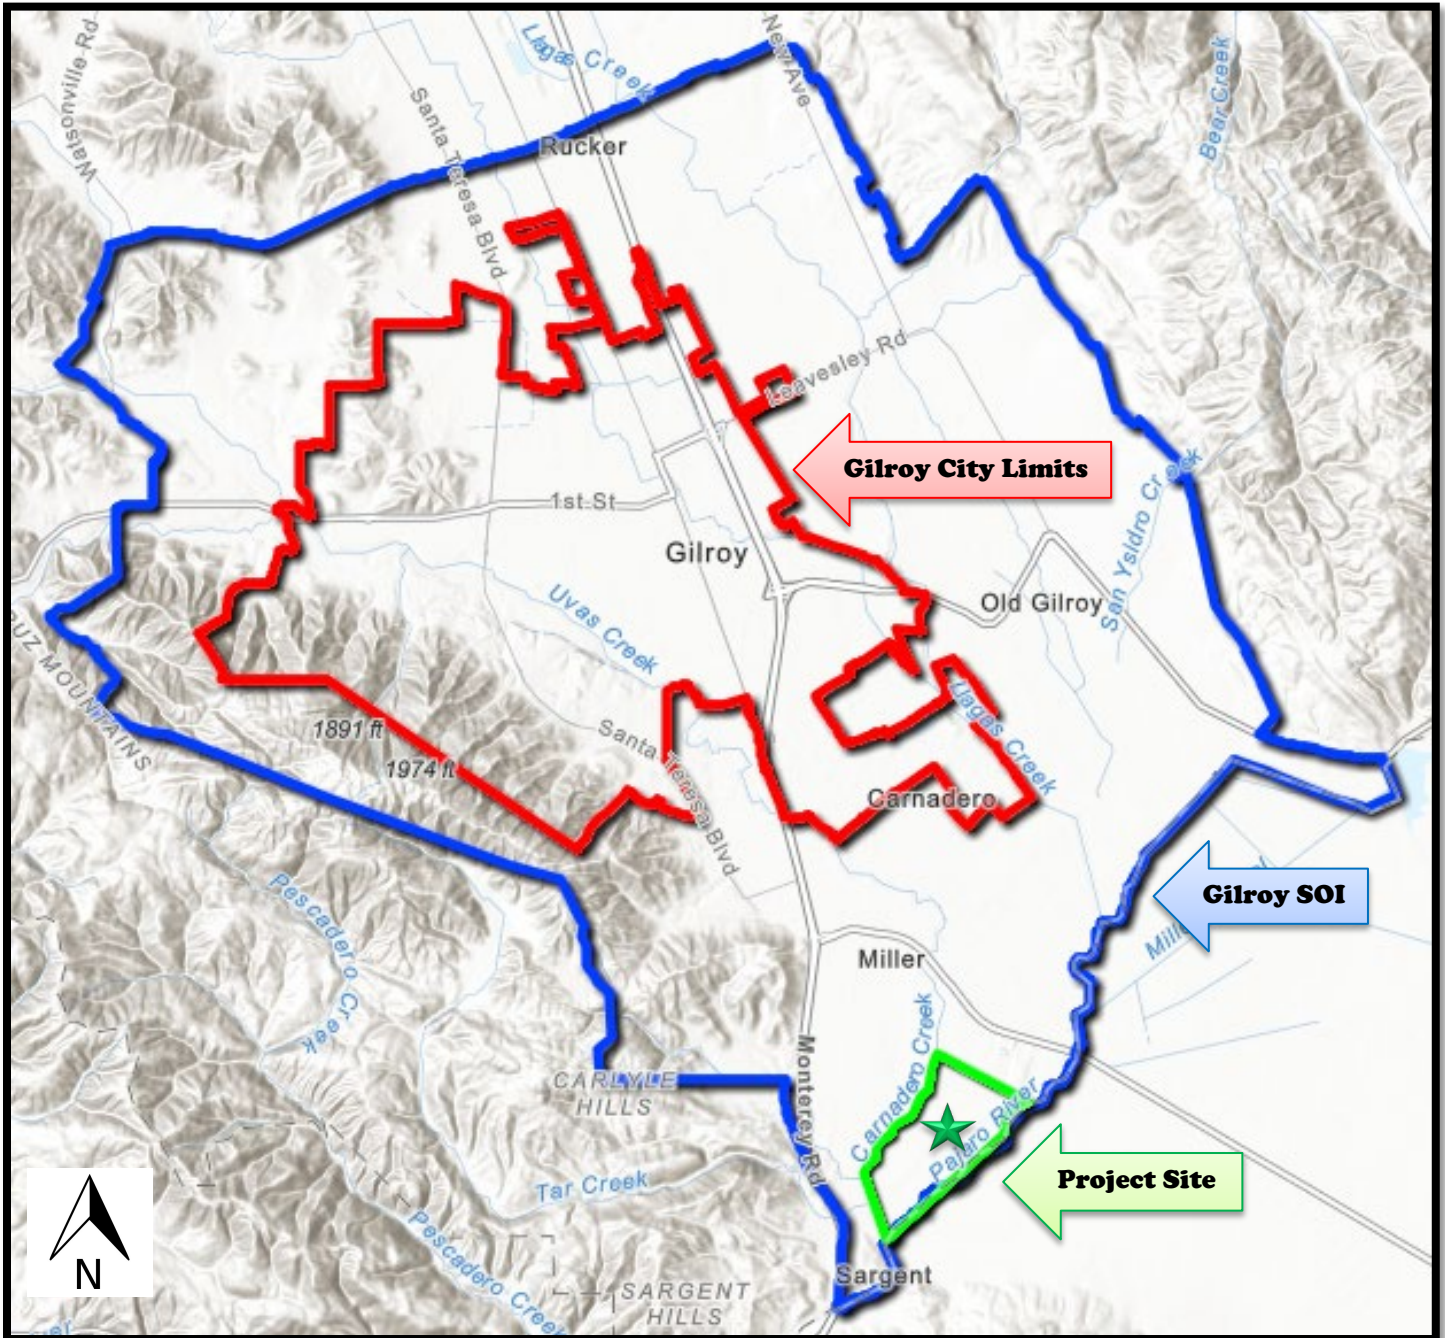 Watsonville Rd
Llagas Creek
New Ave
Bear Creek
Santa Teresa Blvd
Rucker
Leavesley Rd
Gilroy City Limits
1st St
Gilroy
San Ysidro Creek
Uvas Creek
Old Gilroy
UZ MOUNTAINS
1891 ft
1974 ft
Santa Teresa Blvd
Llagas Creek
Carnadero
Gilroy SOI
Pescadero Creek
Miller
Carnadero Creek
Monterey Rd
CARLYLE
HILLS
Pajaro River
Project Site
Tar Creek
Pescadero Creek
N
Sargent
SARGENT
HILLS